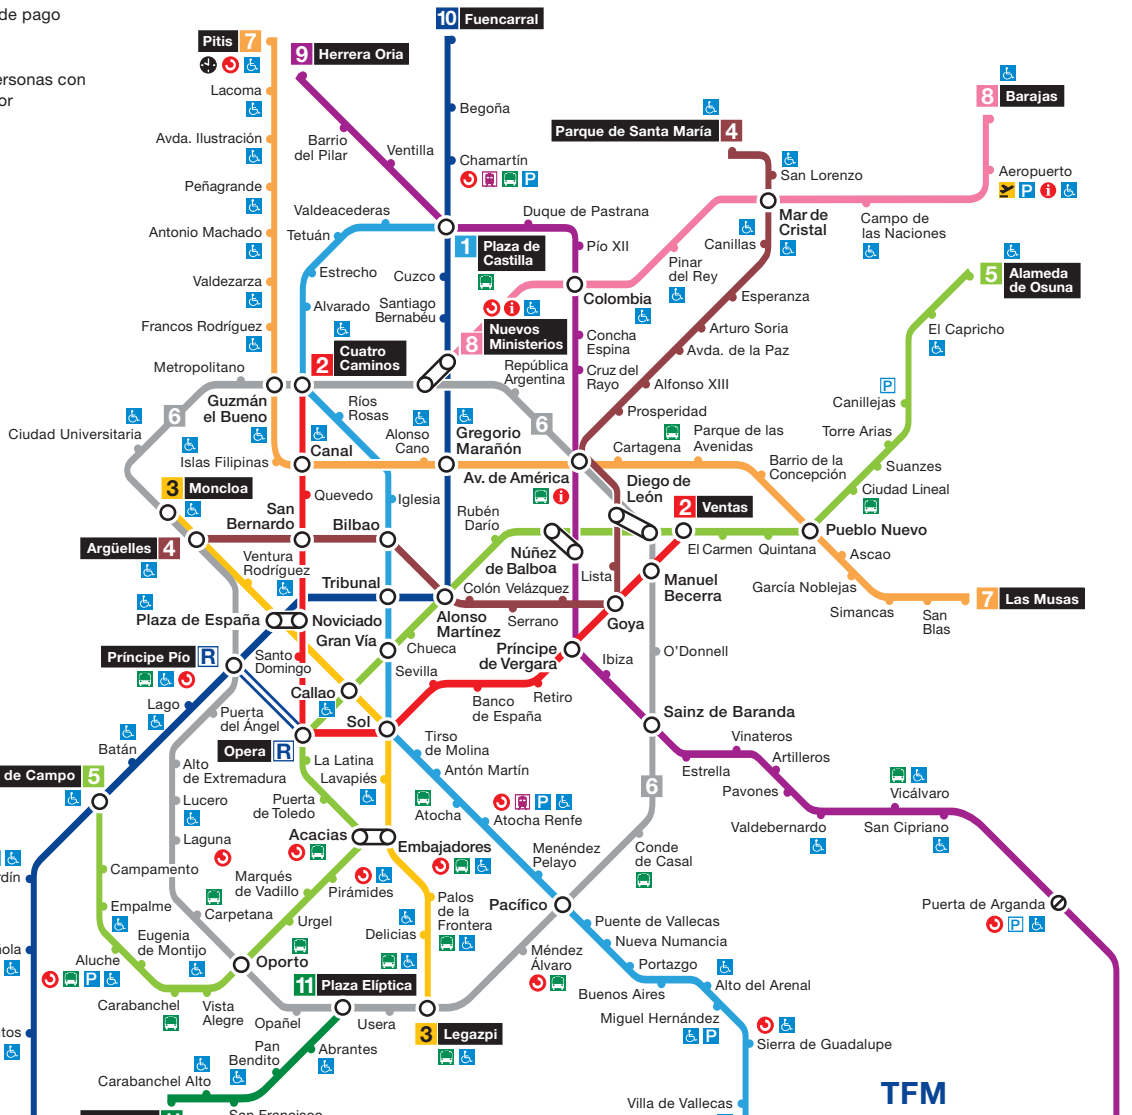 de pago
ersonas con
or
10 Fuencarral
Pitis 7
9 Herrera Oria
Lacoma
8 Barajas
Begoña
Parque de Santa María 4
Avda. Ilustración
Barrio
del Pilar
Ventilla
Chamartín
P
San Lorenzo
Aeropuerto
P i
Peñagrande
Valdeacederas
Duque de Pastrana
Mar de
Cristal
Campo de
las Naciones
Antonio Machado
Tetuán
1 Plaza de
Castilla
Pío XII
Canillas
Pinar
del Rey
5 Alameda
de Osuna
Estrecho
Cuzco
Valdezarza
Colombia
Esperanza
Alvarado
Santiago
Bernabéu
i
El Capricho
Francos Rodríguez
8 Nuevos
Ministerios
Concha
Espina
Arturo Soria
2 Cuatro
Caminos
Avda. de la Paz
Metropolitano
República
Argentina
Cruz del
Rayo
Alfonso XIII
P
Guzmán
el Bueno
Ríos
Rosas
Canillejas
6
Prosperidad
6
Ciudad Universitaria
Alonso
Cano
Gregorio
Marañón
Cartagena
Parque de las
Avenidas
Torre Arias
Islas Filipinas
Canal
Barrio de la
Concepción
Suanzes
3 Moncloa
Av. de América
i
Diego de
León
Ciudad Lineal
Quevedo
Iglesia
2 Ventas
San
Bernardo
Bilbao
Rubén
Darío
Pueblo Nuevo
Argüelles 4
Núñez
de Balboa
El Carmen
Quintana
Ventura
Rodríguez
Ascao
Lista
Tribunal
Colón
Velázquez
Manuel
Becerra
García Noblejas
7 Las Musas
Simancas
San
Blas
Plaza de España
Noviciado
Alonso
Martínez
Serrano
Goya
Gran Vía
Chueca
Príncipe
de Vergara
O'Donnell
Príncipe Pío R
Santo
Domingo
Sevilla
Ibiza
Callao
Banco
de España
Retiro
Lago
Puerta
del Ángel
Sol
Sainz de Baranda
Batán
Opera R
Tirso
de Molina
Vinateros
La Latina
Antón Martín
Artilleros
de Campo 5
Alto
de Extremadura
Lavapiés
Estrella
6
Pavones
Lucero
Puerta
de Toledo
Atocha
P
Atocha Renfe
Vicálvaro
Valdebernardo
San Cipriano
Laguna
Acacias
Embajadores
Menéndez
Pelayo
Conde
de Casal
Campamento
rdín
Marqués
de Vadillo
Pirámides
Palos
de la
Frontera
Pacífico
Puerta de Arganda
P
Empalme
Carpetana
Urgel
Puente de Vallecas
Delicias
Nueva Numancia
Eugenia
de Montijo
ñola
Méndez
Álvaro
Aluche
P
Oporto
Portazgo
11 Plaza Elíptica
Alto del Arenal
Carabanchel
Vista
Alegre
Buenos Aires
Opañel
Usera
Miguel Hernández
P
ntos
3 Legazpi
Pan
Bendito
Abrantes
Sierra de Guadalupe
Carabanchel Alto
TFM
Villa de Vallecas
San Francisco